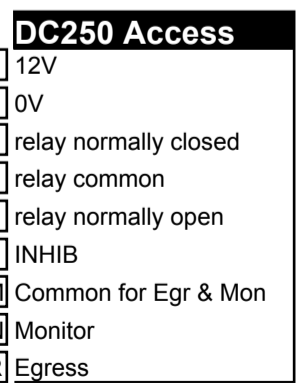 DC250 Access
12V
0V
relay normally closed
relay common
relay normally open
INHIB
Common for Egr & Mon
Monitor
Egress